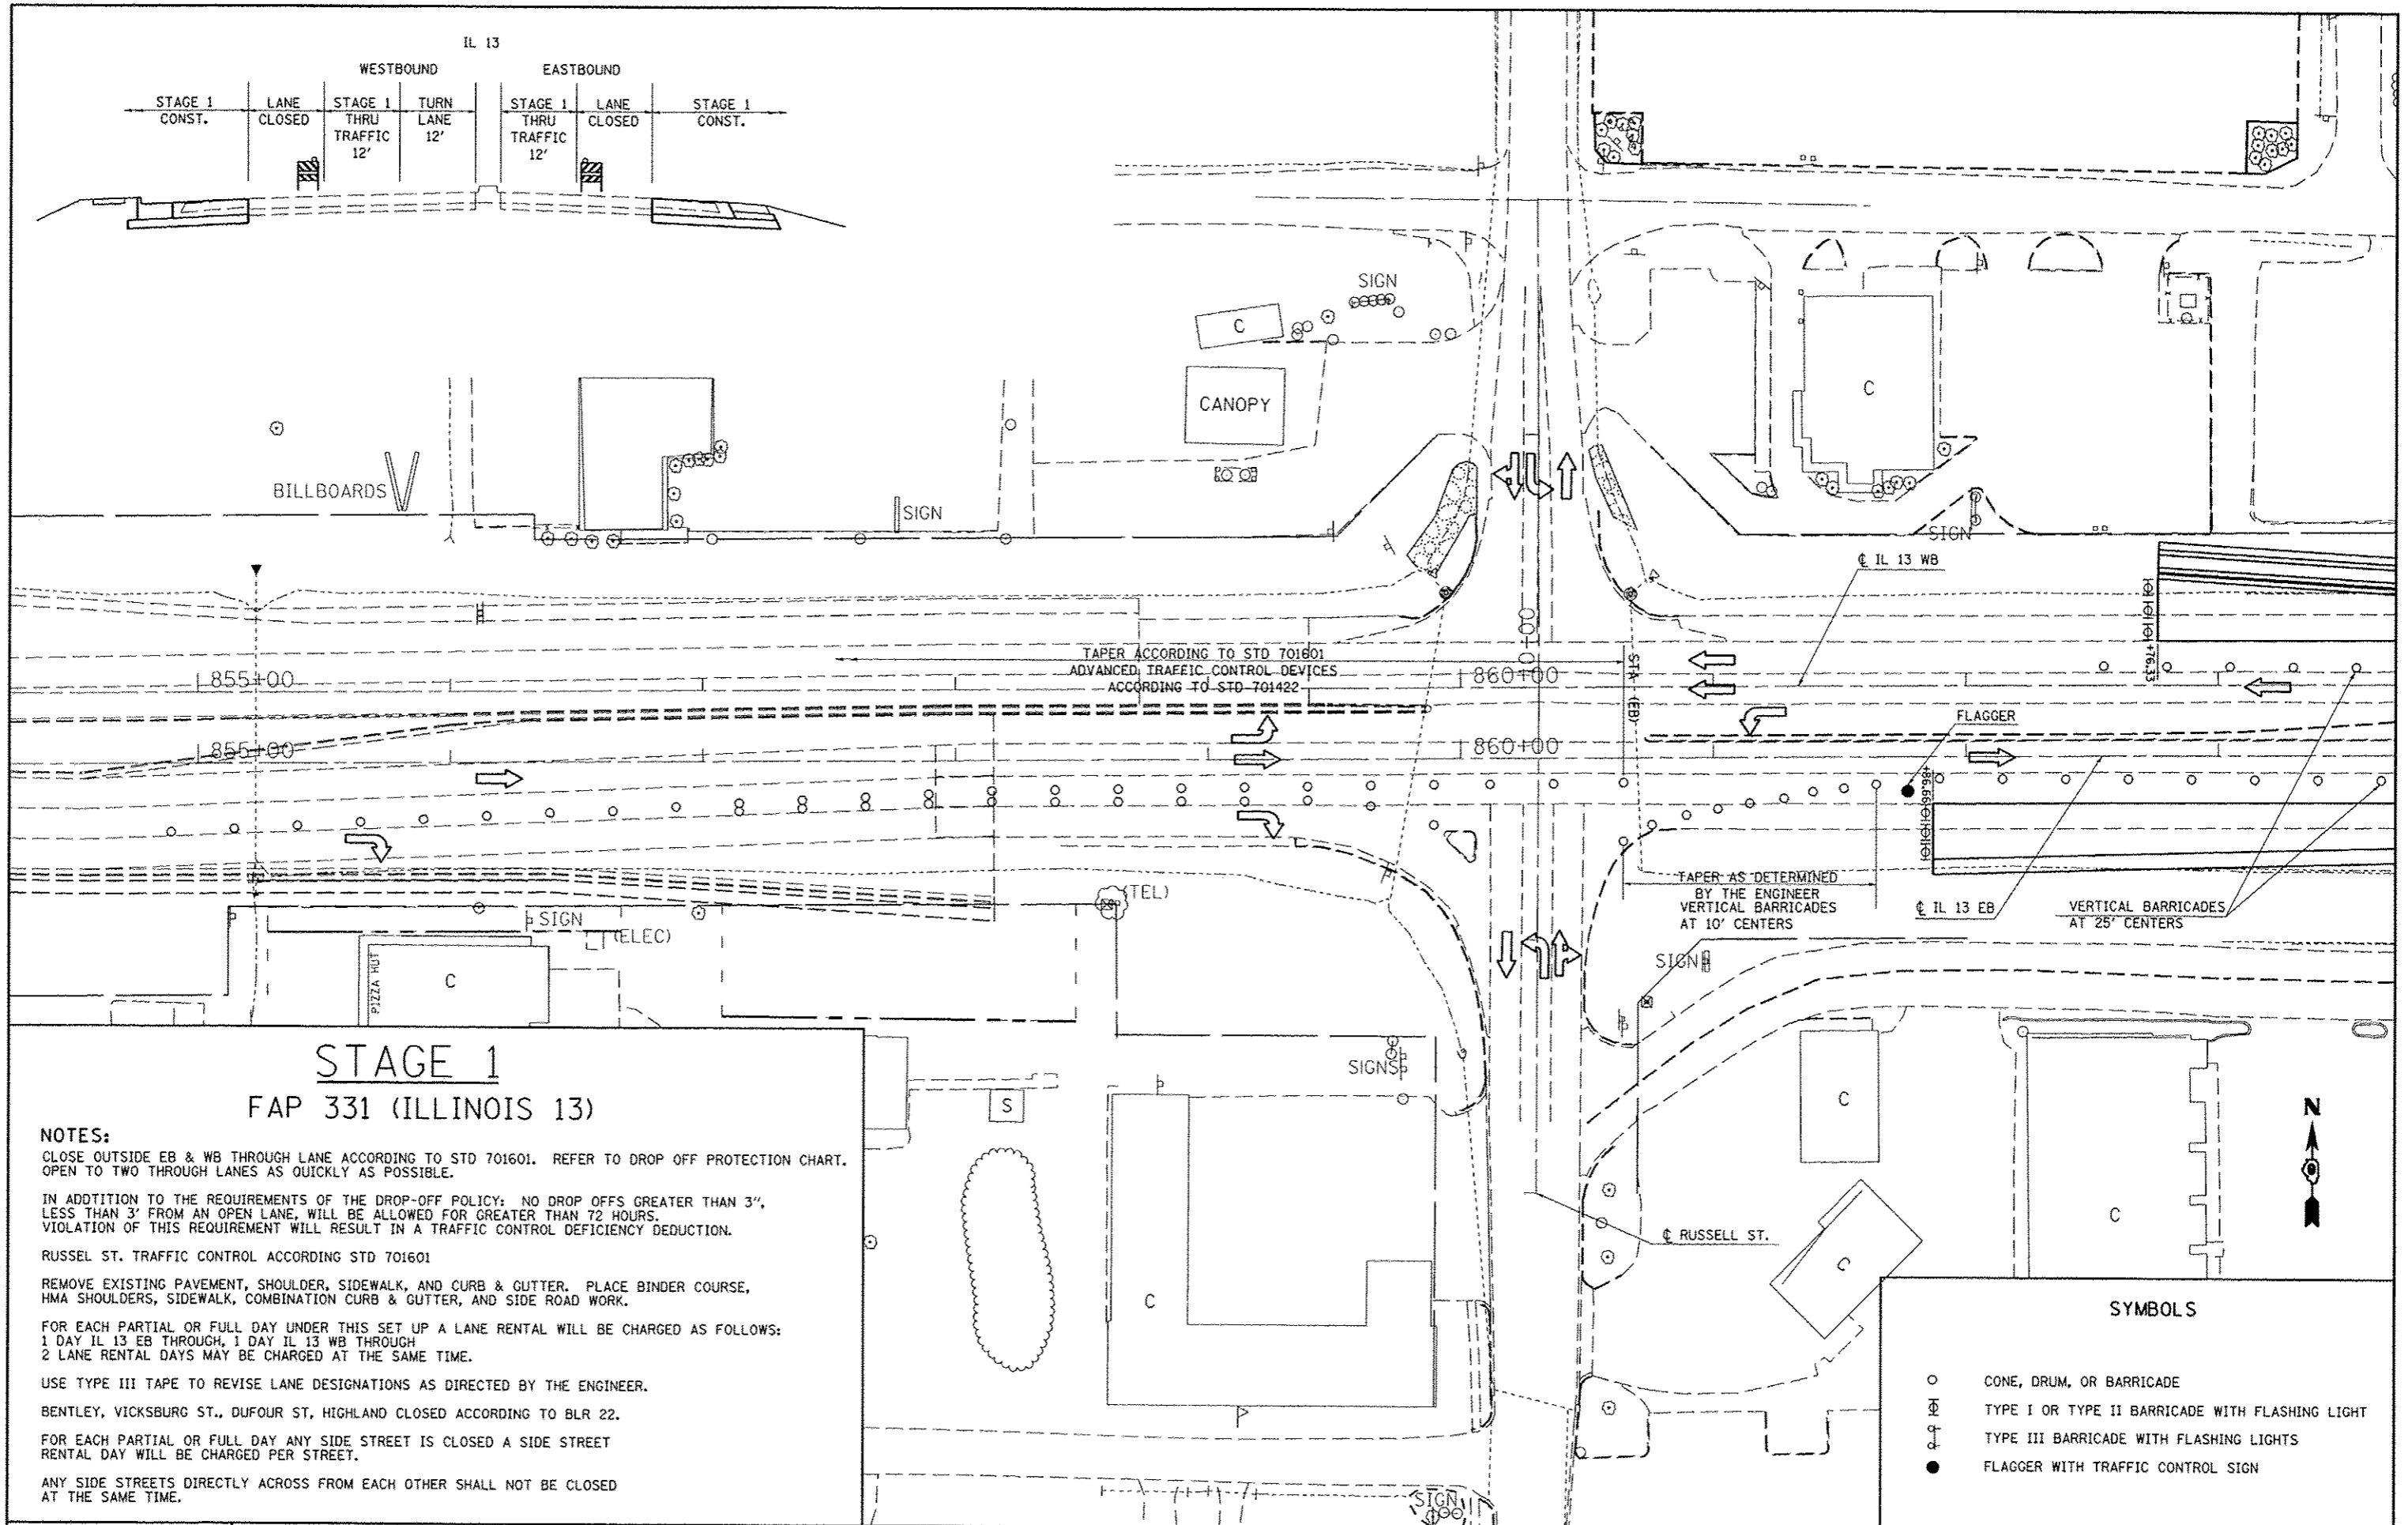 IL 13
WESTBOUND EASTBOUND
STAGE 1 CONST.
LANE CLOSED
STAGE 1 THRU TRAFFIC 12'
TURN LANE 12'
STAGE 1 THRU TRAFFIC 12'
LANE CLOSED
STAGE 1 CONST.
SIGN
C
CANOPY
C
BILLBOARDS
SIGN
SIGN
℄ IL 13 WB
TAPER ACCORDING TO STD 701601
ADVANCED TRAFFIC CONTROL DEVICES
ACCORDING TO STD 701422
855+00
860+00
STA (EB)
+76.33
FLAGGER
855+00
860+00
+86.66
TAPER AS DETERMINED
BY THE ENGINEER
VERTICAL BARRICADES
AT 10' CENTERS
℄ IL 13 EB
VERTICAL BARRICADES
AT 25' CENTERS
(TEL)
SIGN
(ELEC)
PIZZA HUT
C
SIGN
SIGNS
S
C
C
C
C
℄ RUSSELL ST.
SIGN
N
STAGE 1
FAP 331 (ILLINOIS 13)
NOTES:
CLOSE OUTSIDE EB & WB THROUGH LANE ACCORDING TO STD 701601. REFER TO DROP OFF PROTECTION CHART.
OPEN TO TWO THROUGH LANES AS QUICKLY AS POSSIBLE.
IN ADDTITION TO THE REQUIREMENTS OF THE DROP-OFF POLICY: NO DROP OFFS GREATER THAN 3",
LESS THAN 3' FROM AN OPEN LANE, WILL BE ALLOWED FOR GREATER THAN 72 HOURS.
VIOLATION OF THIS REQUIREMENT WILL RESULT IN A TRAFFIC CONTROL DEFICIENCY DEDUCTION.
RUSSEL ST. TRAFFIC CONTROL ACCORDING STD 701601
REMOVE EXISTING PAVEMENT, SHOULDER, SIDEWALK, AND CURB & GUTTER. PLACE BINDER COURSE,
HMA SHOULDERS, SIDEWALK, COMBINATION CURB & GUTTER, AND SIDE ROAD WORK.
FOR EACH PARTIAL OR FULL DAY UNDER THIS SET UP A LANE RENTAL WILL BE CHARGED AS FOLLOWS:
1 DAY IL 13 EB THROUGH, 1 DAY IL 13 WB THROUGH
2 LANE RENTAL DAYS MAY BE CHARGED AT THE SAME TIME.
USE TYPE III TAPE TO REVISE LANE DESIGNATIONS AS DIRECTED BY THE ENGINEER.
BENTLEY, VICKSBURG ST., DUFOUR ST, HIGHLAND CLOSED ACCORDING TO BLR 22.
FOR EACH PARTIAL OR FULL DAY ANY SIDE STREET IS CLOSED A SIDE STREET
RENTAL DAY WILL BE CHARGED PER STREET.
ANY SIDE STREETS DIRECTLY ACROSS FROM EACH OTHER SHALL NOT BE CLOSED
AT THE SAME TIME.
SYMBOLS
CONE, DRUM, OR BARRICADE
TYPE I OR TYPE II BARRICADE WITH FLASHING LIGHT
TYPE III BARRICADE WITH FLASHING LIGHTS
FLAGGER WITH TRAFFIC CONTROL SIGN